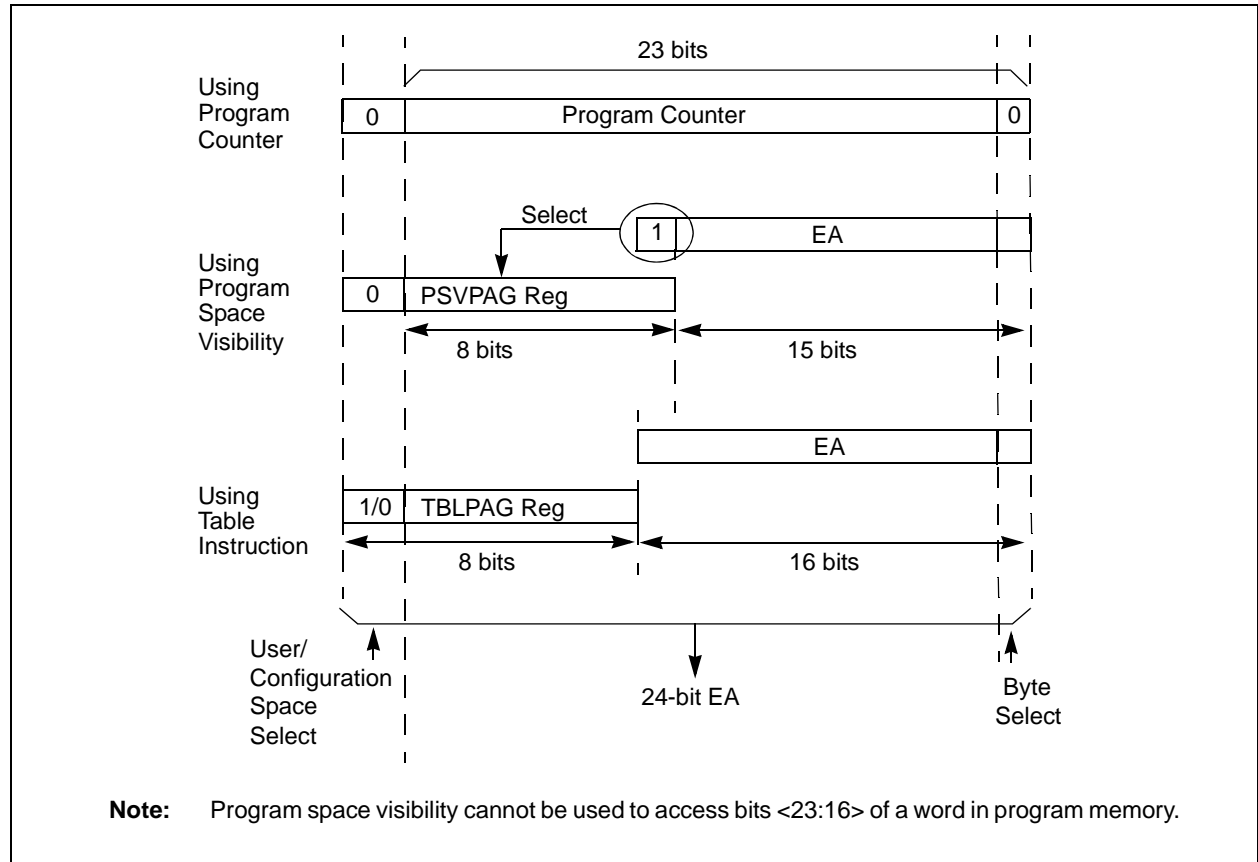 23 bits
Using
Program
Counter
0
Program Counter
0
Select
1
EA
Using
Program
Space
Visibility
0
PSVPAG Reg
8 bits
15 bits
EA
Using
Table
Instruction
1/0
TBLPAG Reg
8 bits
16 bits
User/
Configuration
Space
Select
24-bit EA
Byte
Select
Note: Program space visibility cannot be used to access bits <23:16> of a word in program memory.